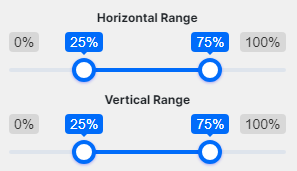 Horizontal Range
0% 25% 75% 100%
Vertical Range
0% 25% 75% 100%